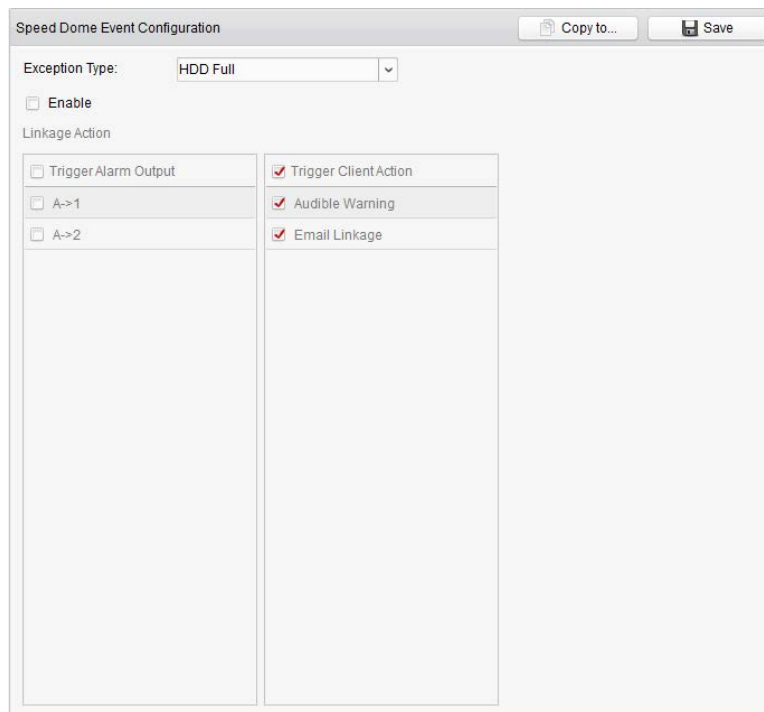 Speed Dome Event Configuration
Copy to...
Save
Exception Type:
HDD Full
Enable
Linkage Action
Trigger Alarm Output
Trigger Client Action
A->1
Audible Warning
A->2
Email Linkage